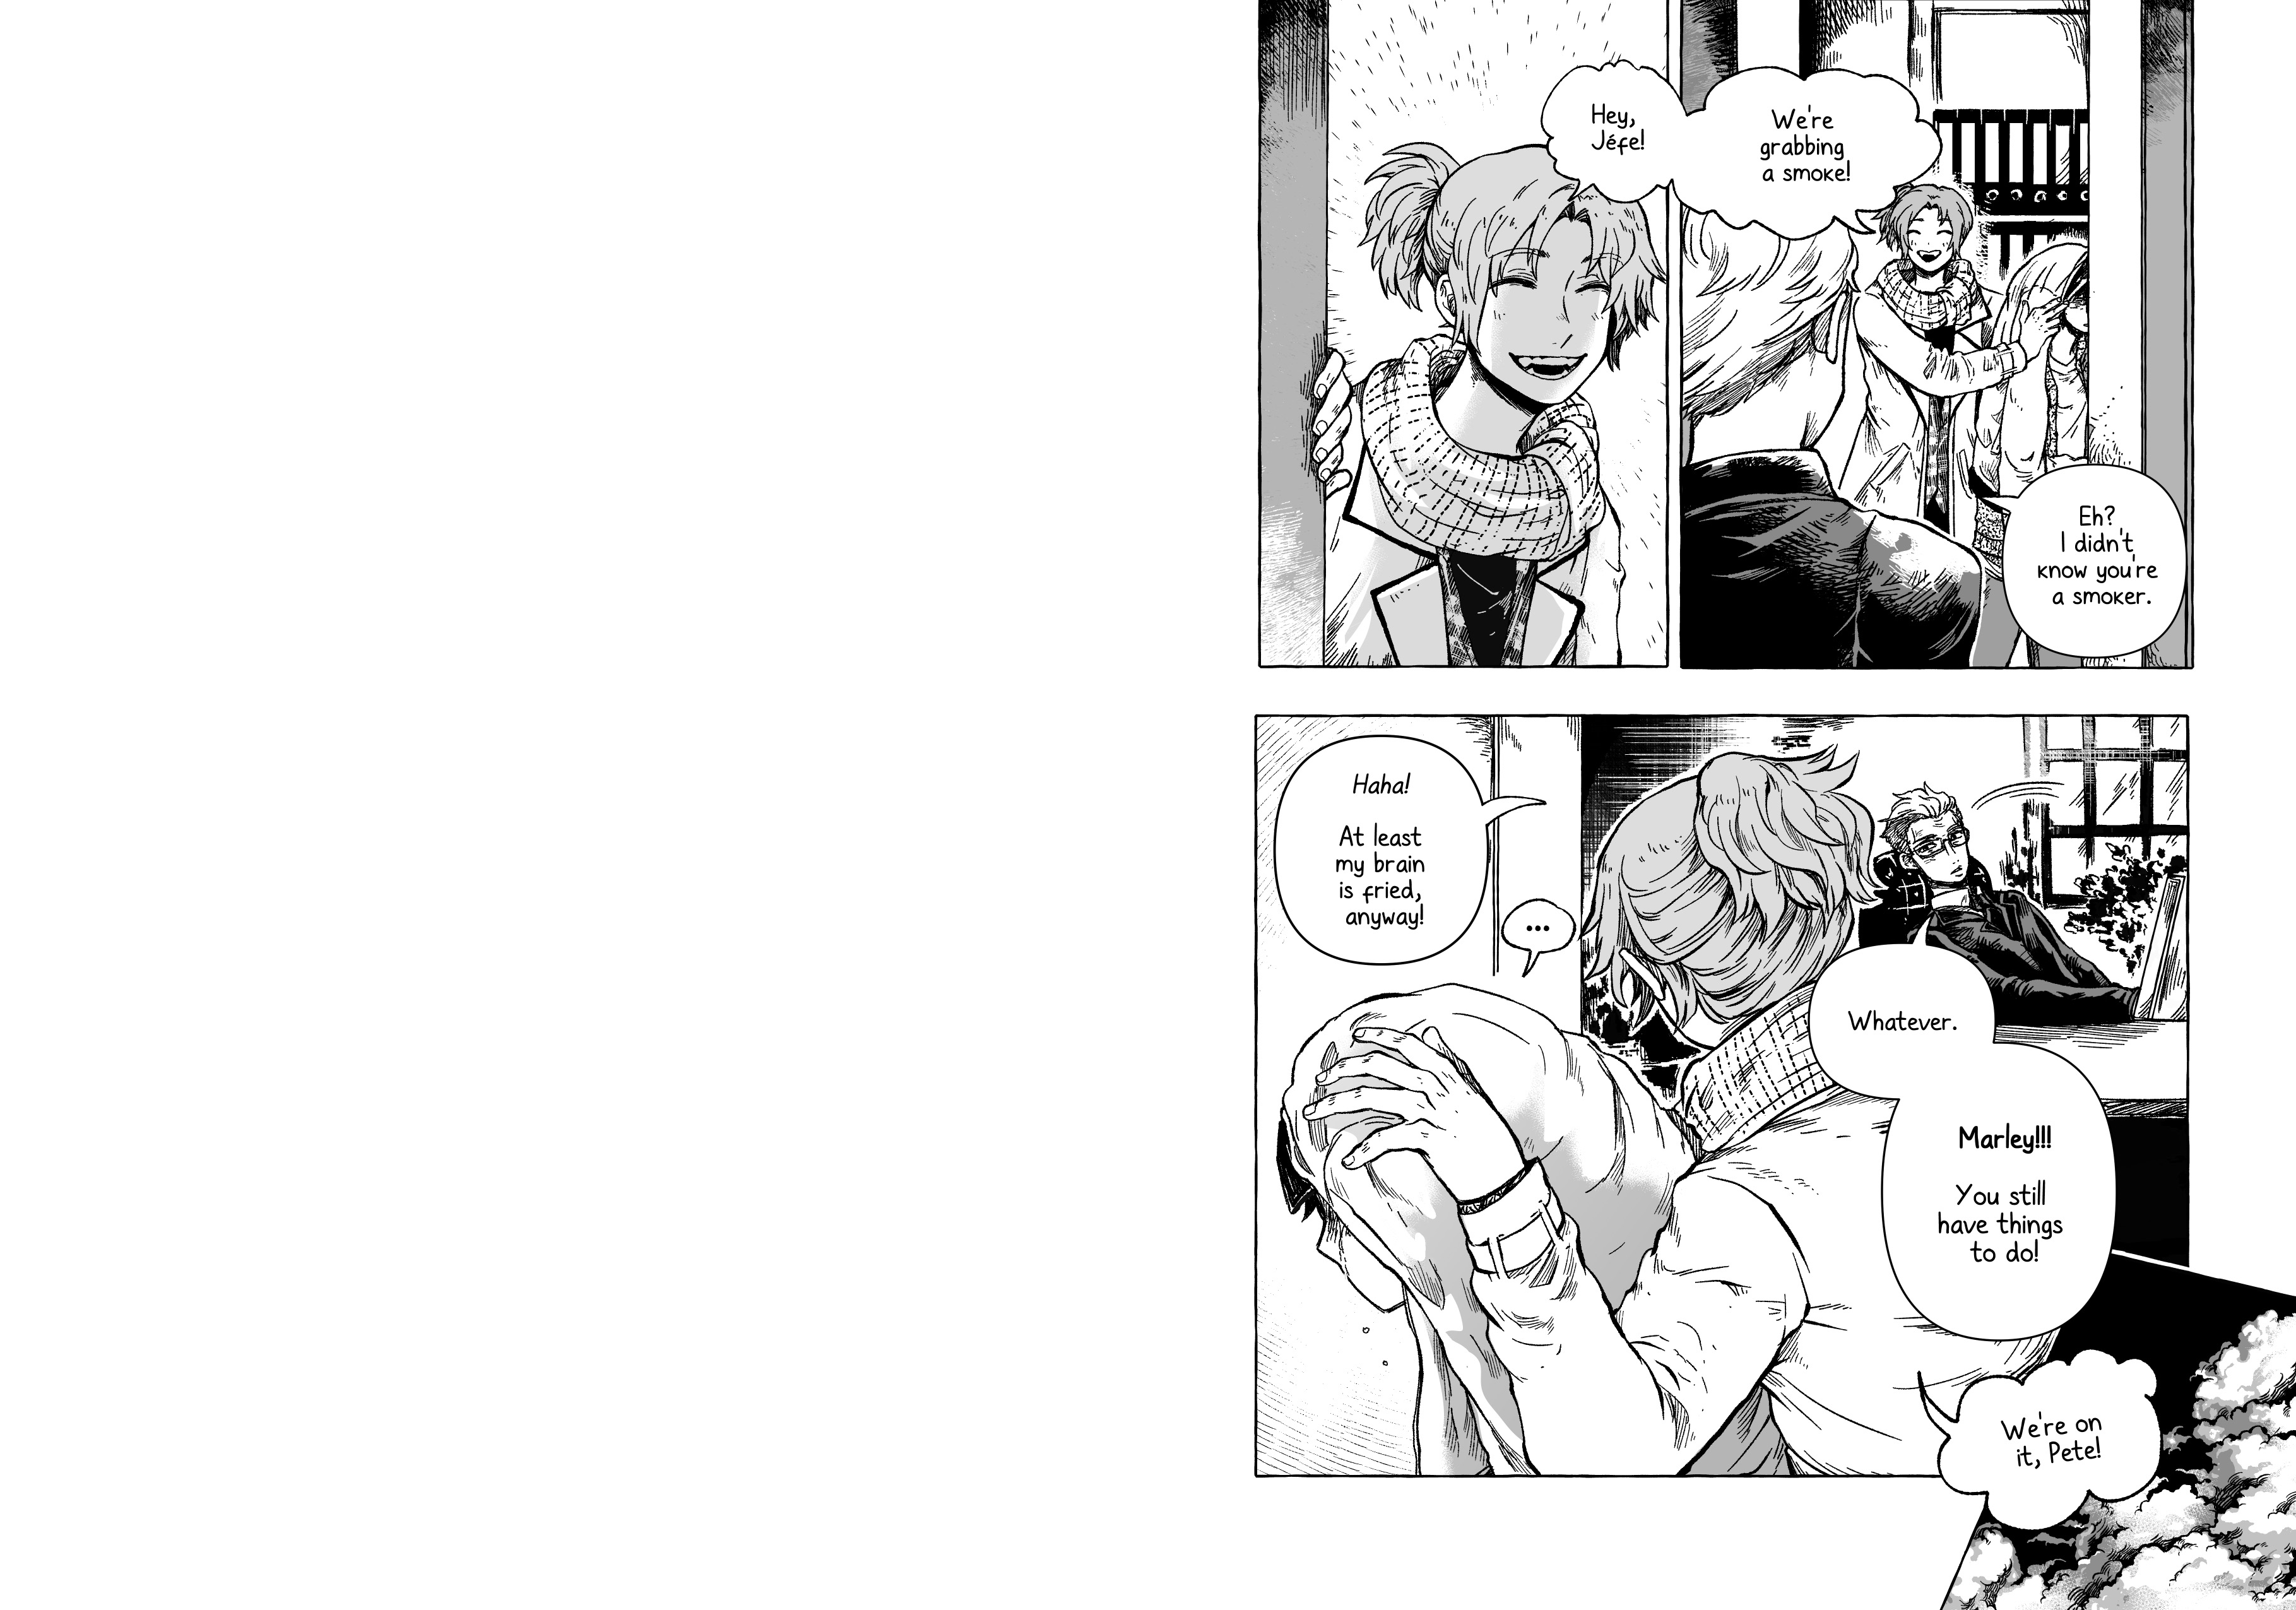 Hey,
Jéfe!
We're
grabbing
a smoke!
Eh?
I didn't
know you're
a smoker.
Haha!
At least
my brain
is fried,
anyway!
...
Whatever.
Marley!!!
You still
have things
to do!
We're on
it, Pete!